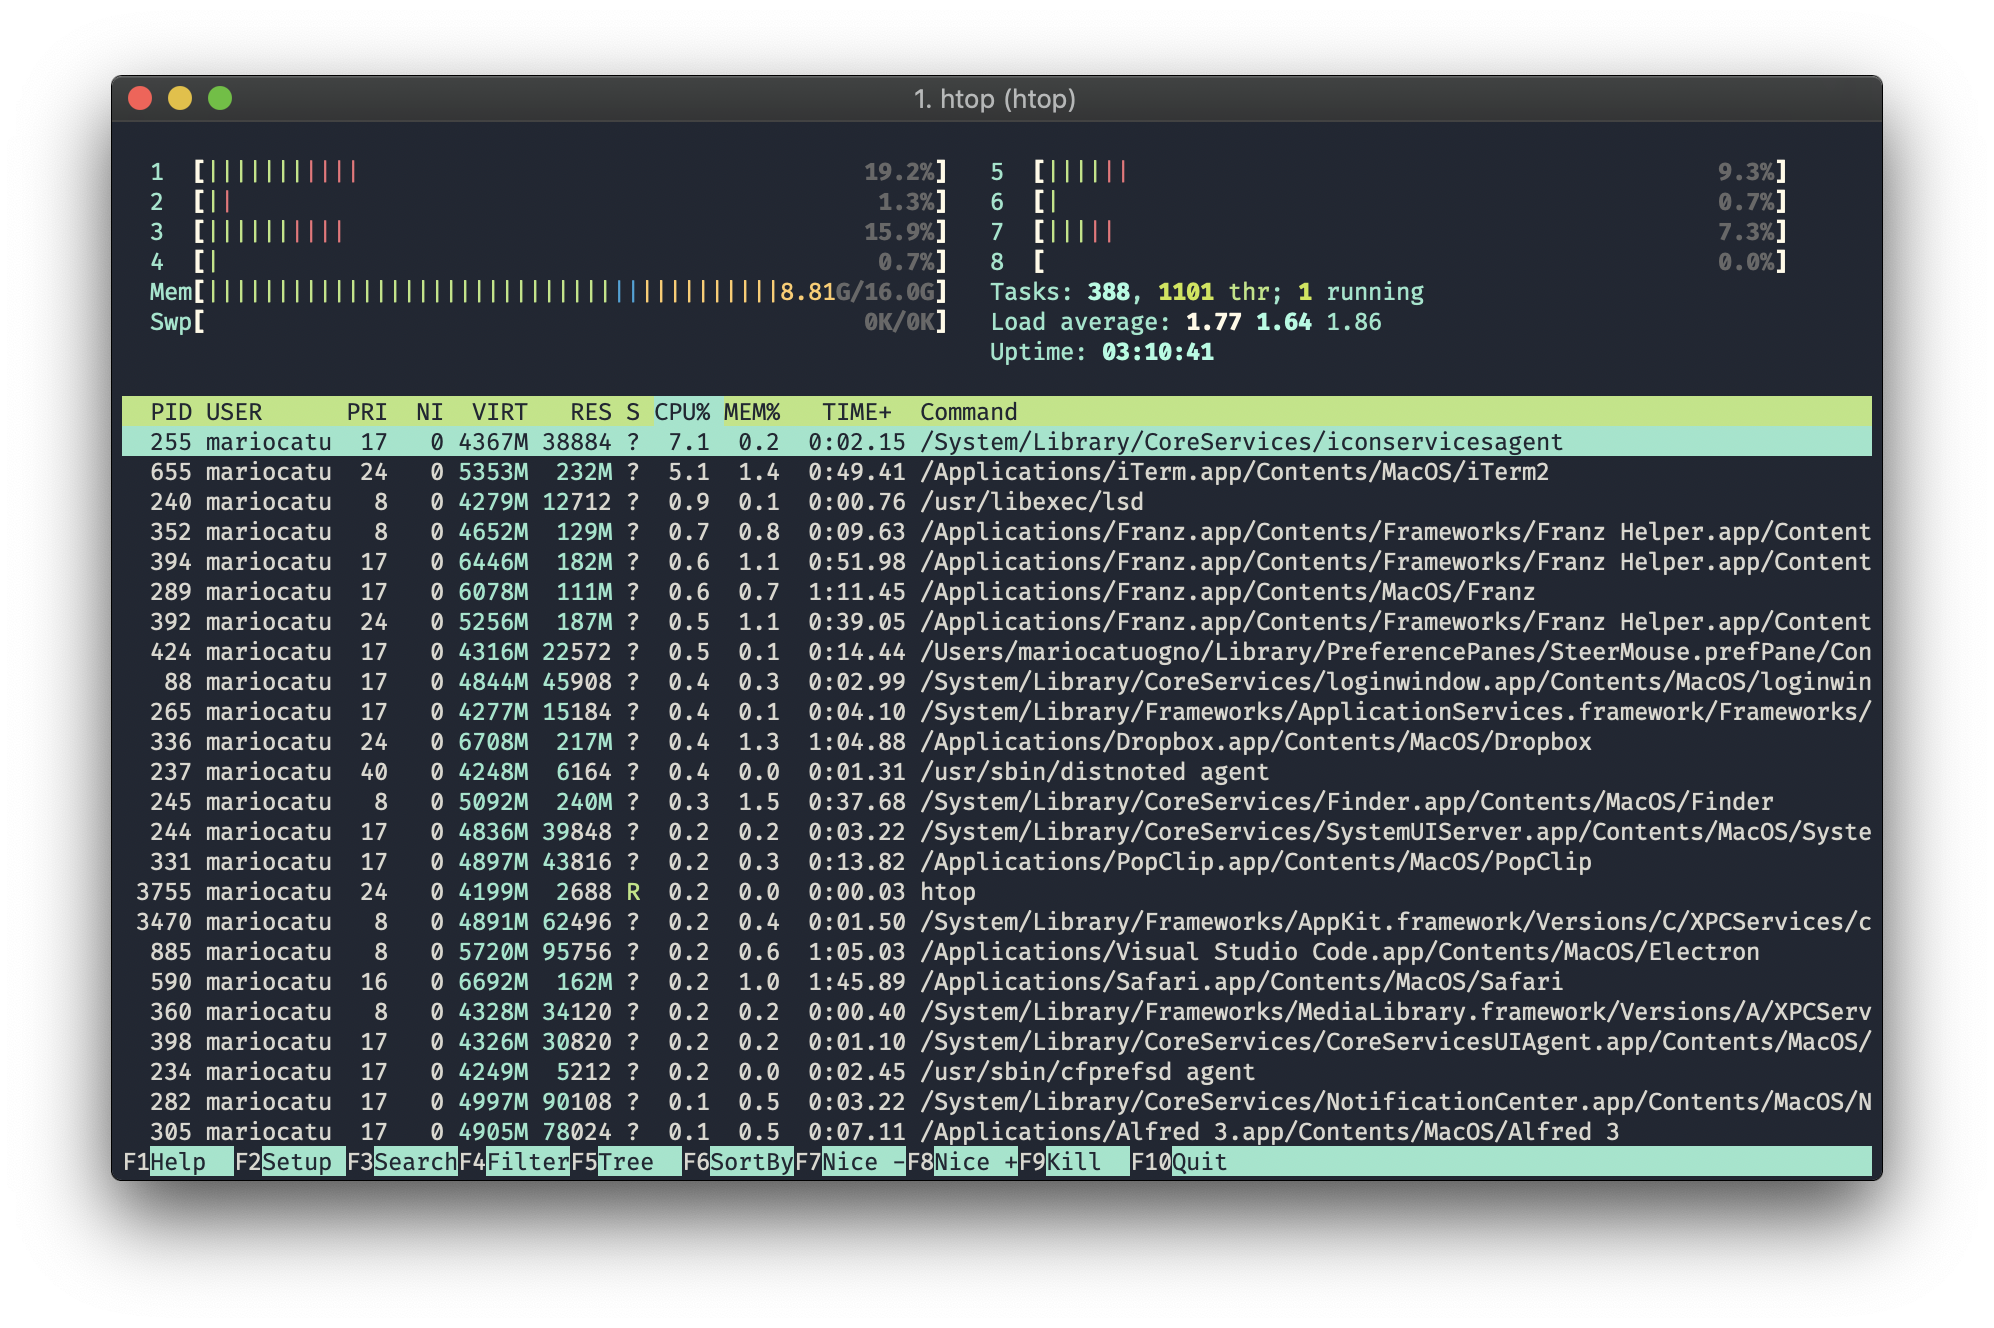 1. htop (htop)
1 [||||||||||| 19.2%] 5 [|||||| 9.3%]
2 [|| 1.3%] 6 [| 0.7%]
3 [|||||||||| 15.9%] 7 [||||| 7.3%]
4 [| 0.7%] 8 [ 0.0%]
Mem[|||||||||||||||||||||||||||||||||||||||||8.81G/16.0G] Tasks: 388, 1101 thr; 1 running
Swp[ 0K/0K] Load average: 1.77 1.64 1.86
Uptime: 03:10:41
PID USER PRI NI VIRT RES S CPU% MEM% TIME+ Command
255 mariocatu 17 0 4367M 38884 ? 7.1 0.2 0:02.15 /System/Library/CoreServices/iconservicesagent
655 mariocatu 24 0 5353M 232M ? 5.1 1.4 0:49.41 /Applications/iTerm.app/Contents/MacOS/iTerm2
240 mariocatu 8 0 4279M 12712 ? 0.9 0.1 0:00.76 /usr/libexec/lsd
352 mariocatu 8 0 4652M 129M ? 0.7 0.8 0:09.63 /Applications/Franz.app/Contents/Frameworks/Franz Helper.app/Content
394 mariocatu 17 0 6446M 182M ? 0.6 1.1 0:51.98 /Applications/Franz.app/Contents/Frameworks/Franz Helper.app/Content
289 mariocatu 17 0 6078M 111M ? 0.6 0.7 1:11.45 /Applications/Franz.app/Contents/MacOS/Franz
392 mariocatu 24 0 5256M 187M ? 0.5 1.1 0:39.05 /Applications/Franz.app/Contents/Frameworks/Franz Helper.app/Content
424 mariocatu 17 0 4316M 22572 ? 0.5 0.1 0:14.44 /Users/mariocatuogno/Library/PreferencePanes/SteerMouse.prefPane/Con
88 mariocatu 17 0 4844M 45908 ? 0.4 0.3 0:02.99 /System/Library/CoreServices/loginwindow.app/Contents/MacOS/loginwin
265 mariocatu 17 0 4277M 15184 ? 0.4 0.1 0:04.10 /System/Library/Frameworks/ApplicationServices.framework/Frameworks/
336 mariocatu 24 0 6708M 217M ? 0.4 1.3 1:04.88 /Applications/Dropbox.app/Contents/MacOS/Dropbox
237 mariocatu 40 0 4248M 6164 ? 0.4 0.0 0:01.31 /usr/sbin/distnoted agent
245 mariocatu 8 0 5092M 240M ? 0.3 1.5 0:37.68 /System/Library/CoreServices/Finder.app/Contents/MacOS/Finder
244 mariocatu 17 0 4836M 39848 ? 0.2 0.2 0:03.22 /System/Library/CoreServices/SystemUIServer.app/Contents/MacOS/Syste
331 mariocatu 17 0 4897M 43816 ? 0.2 0.3 0:13.82 /Applications/PopClip.app/Contents/MacOS/PopClip
3755 mariocatu 24 0 4199M 2688 R 0.2 0.0 0:00.03 htop
3470 mariocatu 8 0 4891M 62496 ? 0.2 0.4 0:01.50 /System/Library/Frameworks/AppKit.framework/Versions/C/XPCServices/c
885 mariocatu 8 0 5720M 95756 ? 0.2 0.6 1:05.03 /Applications/Visual Studio Code.app/Contents/MacOS/Electron
590 mariocatu 16 0 6692M 162M ? 0.2 1.0 1:45.89 /Applications/Safari.app/Contents/MacOS/Safari
360 mariocatu 8 0 4328M 34120 ? 0.2 0.2 0:00.40 /System/Library/Frameworks/MediaLibrary.framework/Versions/A/XPCServ
398 mariocatu 17 0 4326M 30820 ? 0.2 0.2 0:01.10 /System/Library/CoreServices/CoreServicesUIAgent.app/Contents/MacOS/
234 mariocatu 17 0 4249M 5212 ? 0.2 0.0 0:02.45 /usr/sbin/cfprefsd agent
282 mariocatu 17 0 4997M 90108 ? 0.1 0.5 0:03.22 /System/Library/CoreServices/NotificationCenter.app/Contents/MacOS/N
305 mariocatu 17 0 4905M 78024 ? 0.1 0.5 0:07.11 /Applications/Alfred 3.app/Contents/MacOS/Alfred 3
F1Help F2Setup F3SearchF4FilterF5Tree F6SortByF7Nice -F8Nice +F9Kill F10Quit